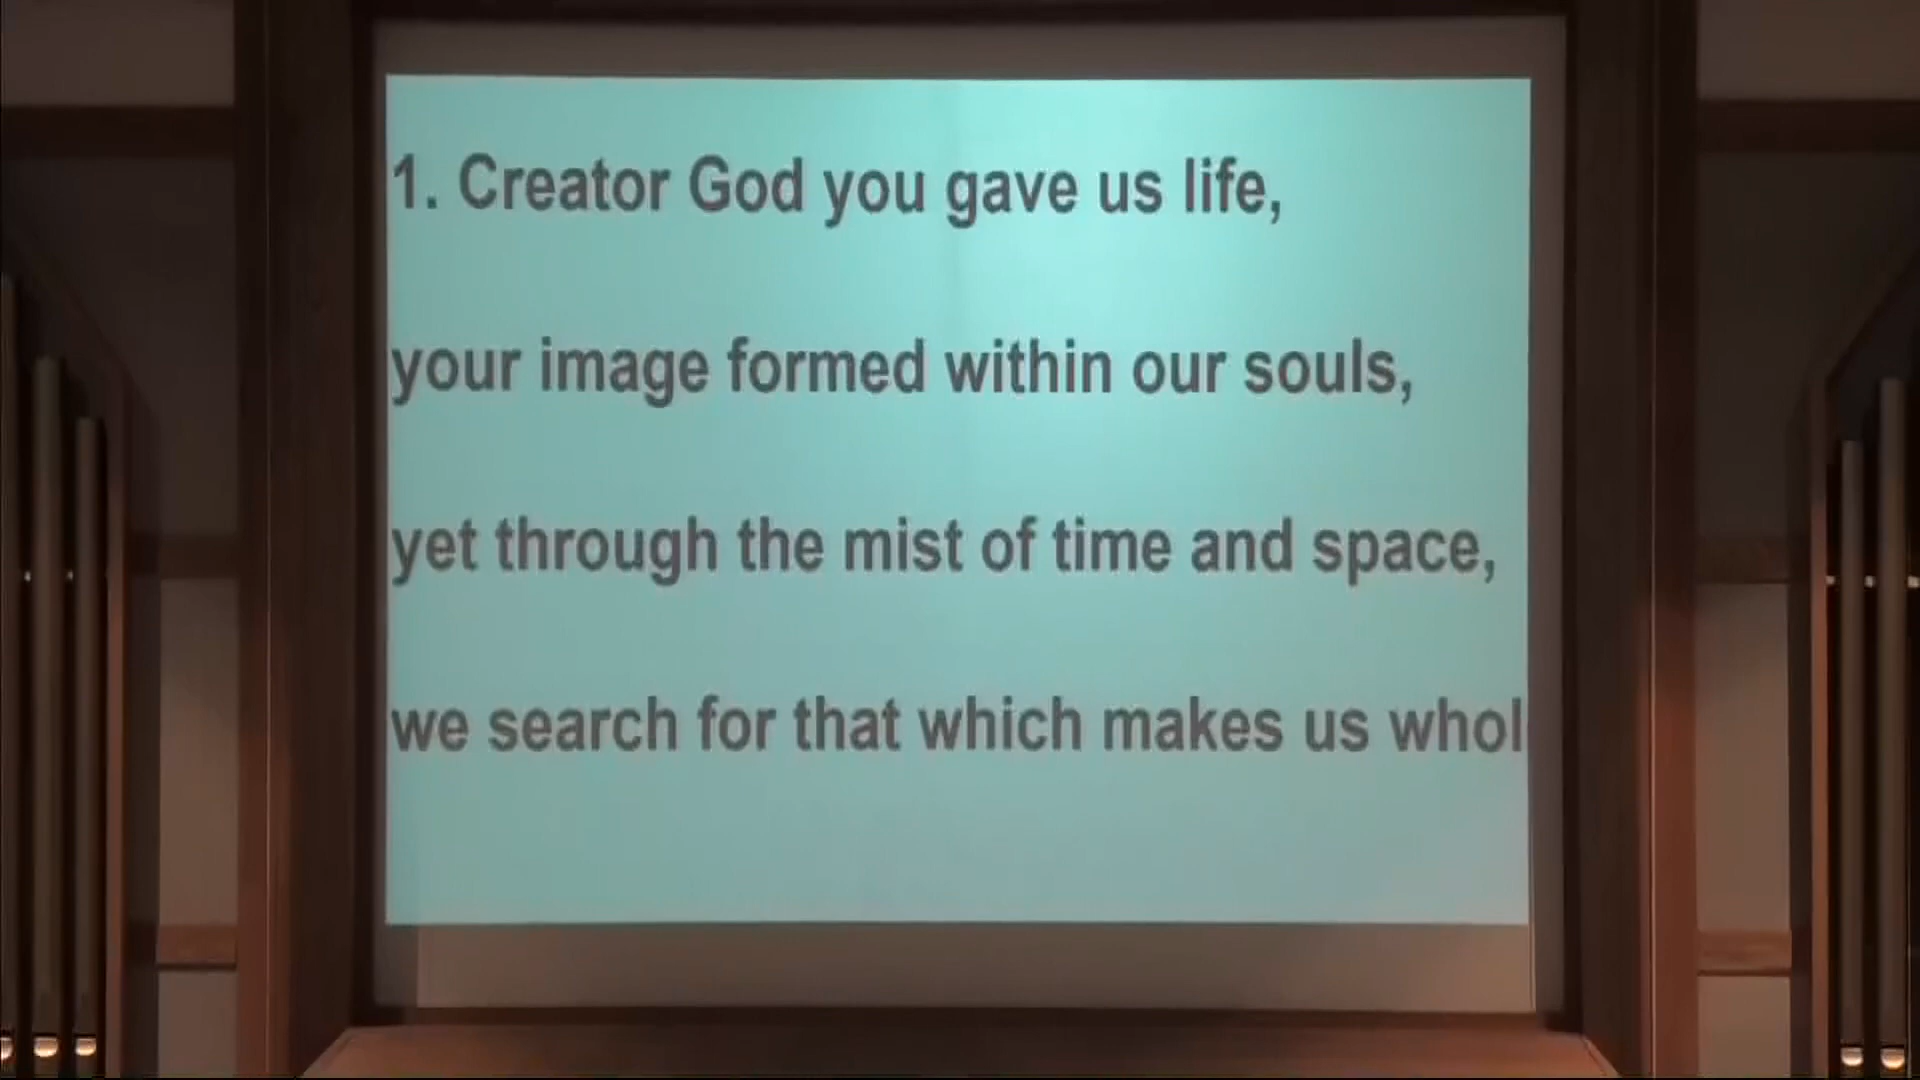 1. Creator God you gave us life,
your image formed within our souls,
yet through the mist of time and space,
we search for that which makes us whol